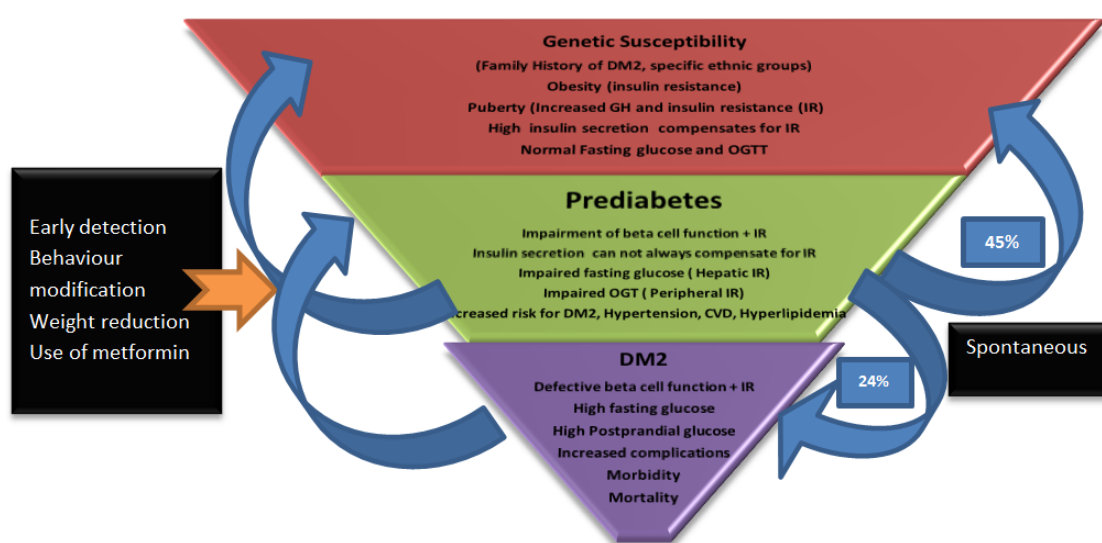 Genetic Susceptibility
(Family History of DM2, specific ethnic groups)
Obesity (insulin resistance)
Puberty (Increased GH and insulin resistance (IR)
High insulin secretion compensates for IR
Normal Fasting glucose and OGTT
Prediabetes
Impairment of beta cell function + IR
Insulin secretion can not always compensate for IR
Impaired fasting glucose ( Hepatic IR)
Impaired OGT ( Peripheral IR)
creased risk for DM2, Hypertension, CVD, Hyperlipidemia
DM2
Defective beta cell function + IR
High fasting glucose
High Postprandial glucose
Increased complications
Morbidity
Mortality
Early detection
Behaviour
modification
Weight reduction
Use of metformin
45%
Spontaneous
24%